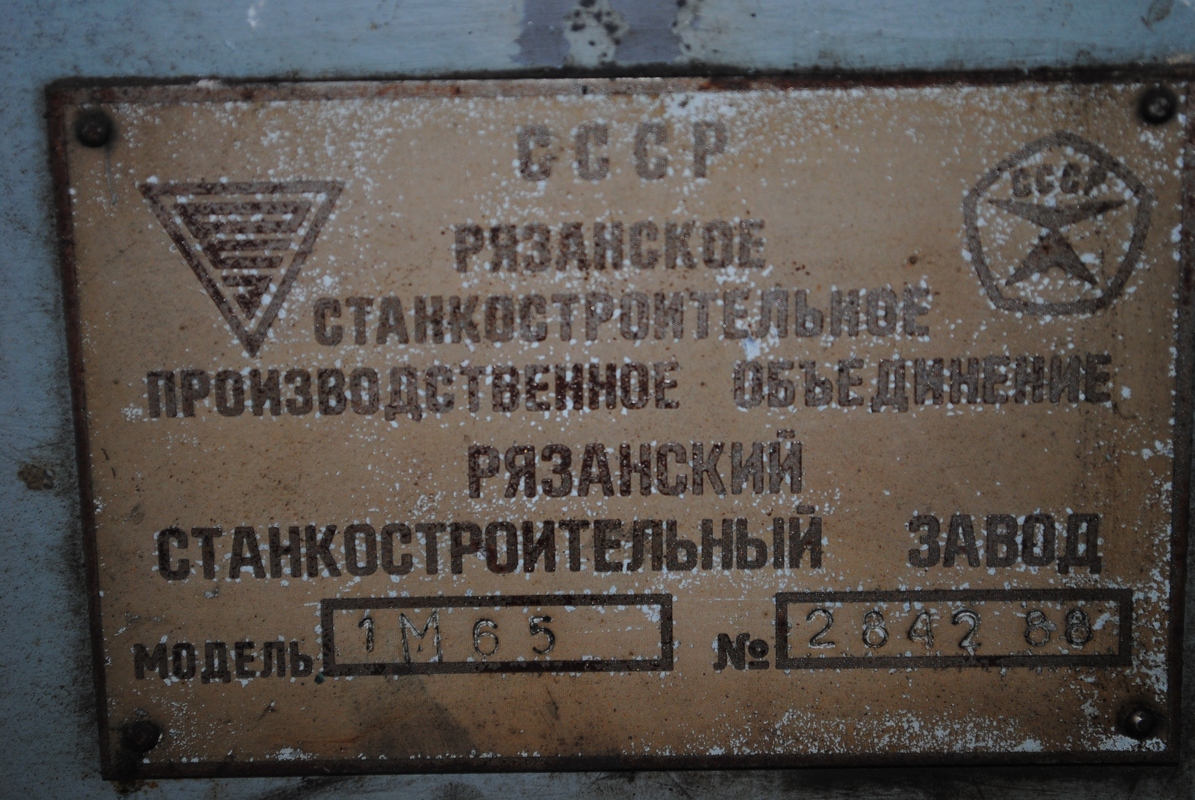 СССР
СССР
РЯЗАНСКОЕ
СТАНКОСТРОИТЕЛЬНОЕ
ПРОИЗВОДСТВЕННОЕ ОБЪЕДИНЕНИЕ
РЯЗАНСКИЙ
СТАНКОСТРОИТЕЛЬНЫЙ ЗАВОД
МОДЕЛЬ 1М65 № 2842 88